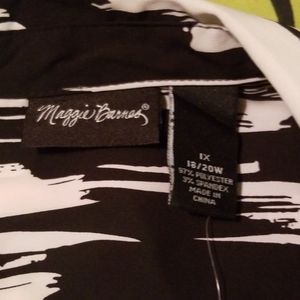 Maggie Barnes®
1X
18/20W
97% POLYESTER
3% SPANDEX
MADE IN
CHINA